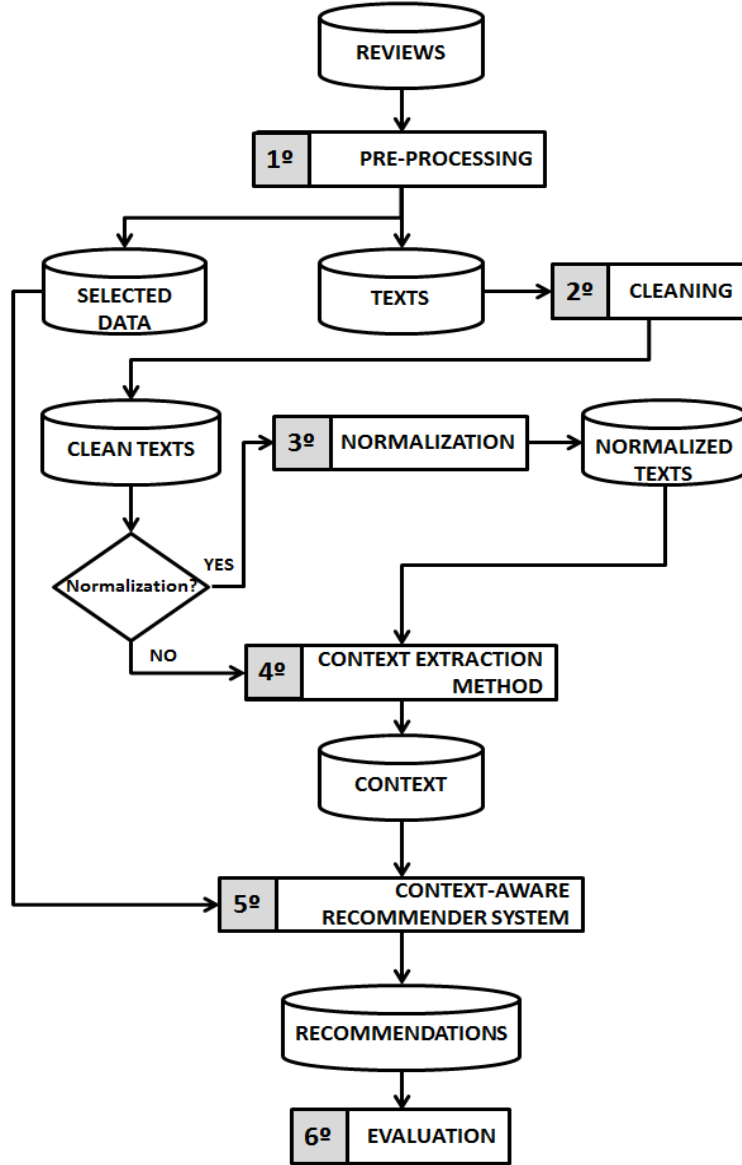 REVIEWS
1º PRE-PROCESSING
SELECTED
DATA
TEXTS
2º CLEANING
CLEAN TEXTS
3º NORMALIZATION
NORMALIZED
TEXTS
Normalization?
YES
NO
4º CONTEXT EXTRACTION
METHOD
CONTEXT
5º CONTEXT-AWARE
RECOMMENDER SYSTEM
RECOMMENDATIONS
6º EVALUATION